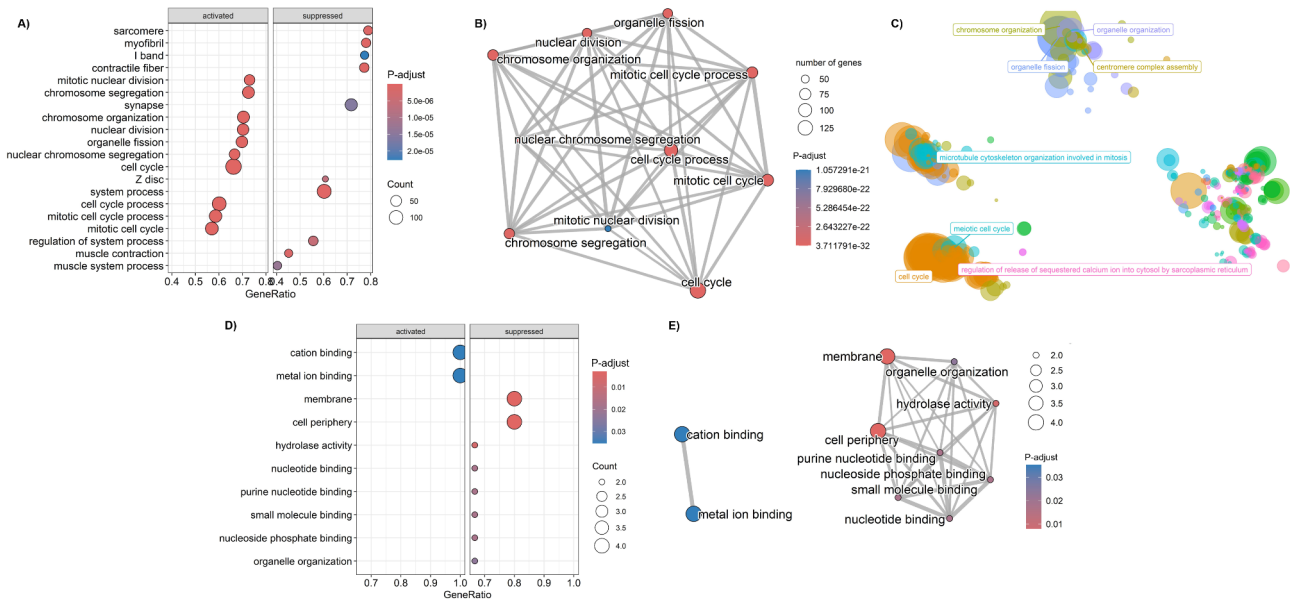 A)
activated
suppressed
sarcomere
myofibril
I band
contractile fiber
mitotic nuclear division
chromosome segregation
synapse
chromosome organization
nuclear division
organelle fission
nuclear chromosome segregation
cell cycle
Z disc
system process
cell cycle process
mitotic cell cycle process
mitotic cell cycle
regulation of system process
muscle contraction
muscle system process
0.4 0.5 0.6 0.7 0.8
0.5 0.6 0.7 0.8
GeneRatio
P-adjust
5.0e-06
1.0e-05
1.5e-05
2.0e-05
Count
50
100
B)
organelle fission
nuclear division
chromosome organization
mitotic cell cycle process
nuclear chromosome segregation
cell cycle process
mitotic cell cycle
mitotic nuclear division
chromosome segregation
cell cycle
number of genes
50
75
100
125
P-adjust
1.057291e-21
7.929680e-22
5.286454e-22
2.643227e-22
3.711791e-32
C)
chromosome organization
organelle organization
organelle fission
centromere complex assembly
microtubule cytoskeleton organization involved in mitosis
meiotic cell cycle
cell cycle
regulation of release of sequestered calcium ion into cytosol by sarcoplasmic reticulum
D)
activated
suppressed
cation binding
metal ion binding
membrane
cell periphery
hydrolase activity
nucleotide binding
purine nucleotide binding
small molecule binding
nucleoside phosphate binding
organelle organization
0.7 0.8 0.9 1.0
0.7 0.8 0.9 1.0
GeneRatio
P-adjust
0.01
0.02
0.03
Count
2.0
2.5
3.0
3.5
4.0
E)
cation binding
metal ion binding
membrane
organelle organization
hydrolase activity
cell periphery
purine nucleotide binding
nucleoside phosphate binding
small molecule binding
nucleotide binding
2.0
2.5
3.0
3.5
4.0
P-adjust
0.03
0.02
0.01